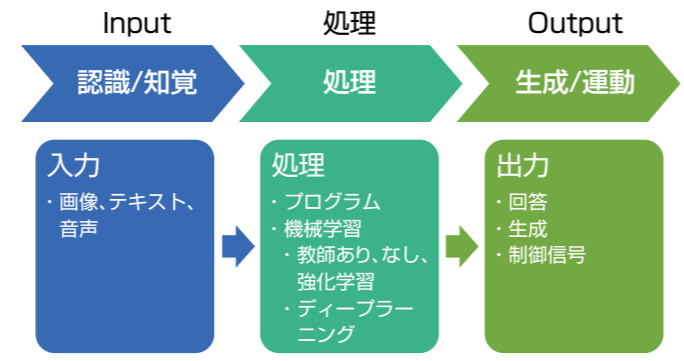 Input
処理
Output
認識/知覚
処理
生成/運動
入力
・画像、テキスト、
音声
処理
・プログラム
・機械学習
・教師あり、なし、
強化学習
・ディープラー
ニング
出力
・回答
・生成
・制御信号